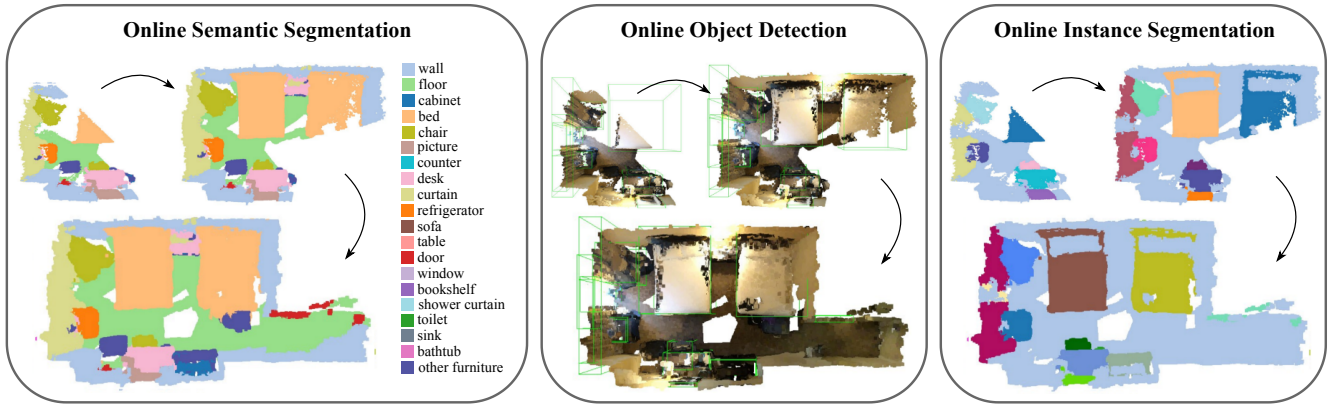 Online Semantic Segmentation
wall
floor
cabinet
bed
chair
picture
counter
desk
curtain
refrigerator
sofa
table
door
window
bookshelf
shower curtain
toilet
sink
bathtub
other furniture
Online Object Detection
Online Instance Segmentation